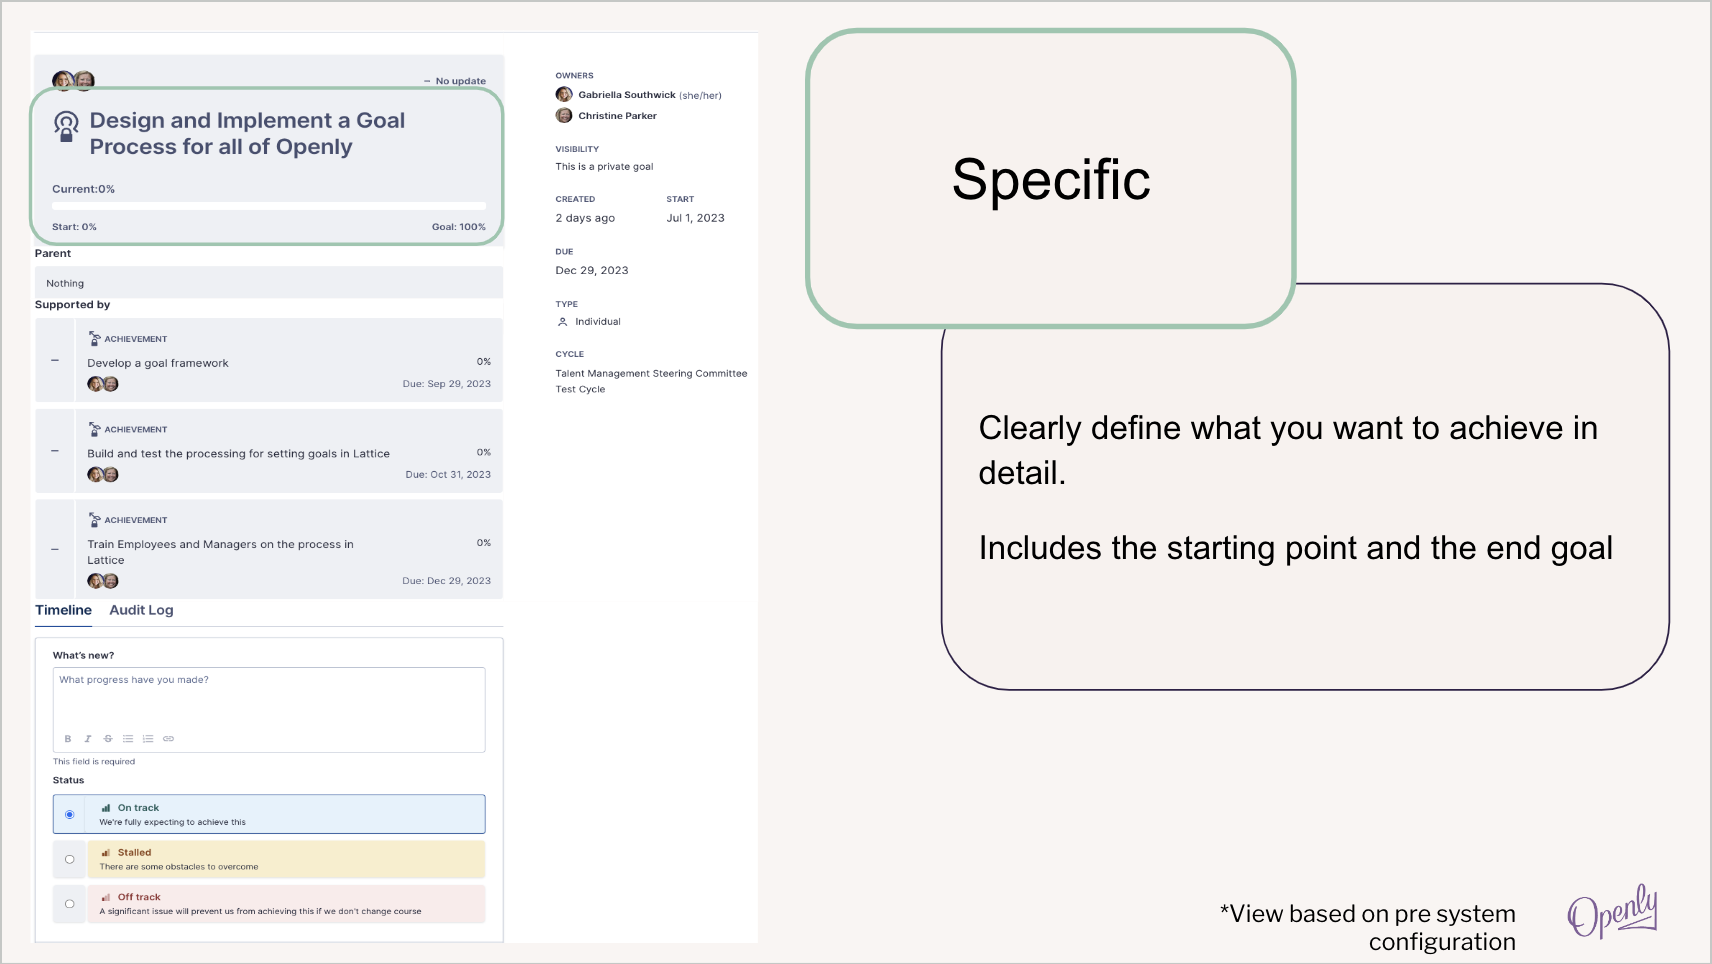 – No update
Design and Implement a Goal
Process for all of Openly
Current:0%
Start: 0%
Goal: 100%
Parent
Nothing
Supported by
ACHIEVEMENT
Develop a goal framework
0%
Due: Sep 29, 2023
ACHIEVEMENT
Build and test the processing for setting goals in Lattice
0%
Due: Oct 31, 2023
ACHIEVEMENT
Train Employees and Managers on the process in
Lattice
0%
Due: Dec 29, 2023
Timeline
Audit Log
What's new?
What progress have you made?
B I S
This field is required
Status
On track
We're fully expecting to achieve this
Stalled
There are some obstacles to overcome
Off track
A significant issue will prevent us from achieving this if we don't change course
OWNERS
Gabriella Southwick (she/her)
Christine Parker
VISIBILITY
This is a private goal
CREATED
2 days ago
START
Jul 1, 2023
DUE
Dec 29, 2023
TYPE
Individual
CYCLE
Talent Management Steering Committee
Test Cycle
Specific
Clearly define what you want to achieve in
detail.
Includes the starting point and the end goal
*View based on pre system
configuration
Openly